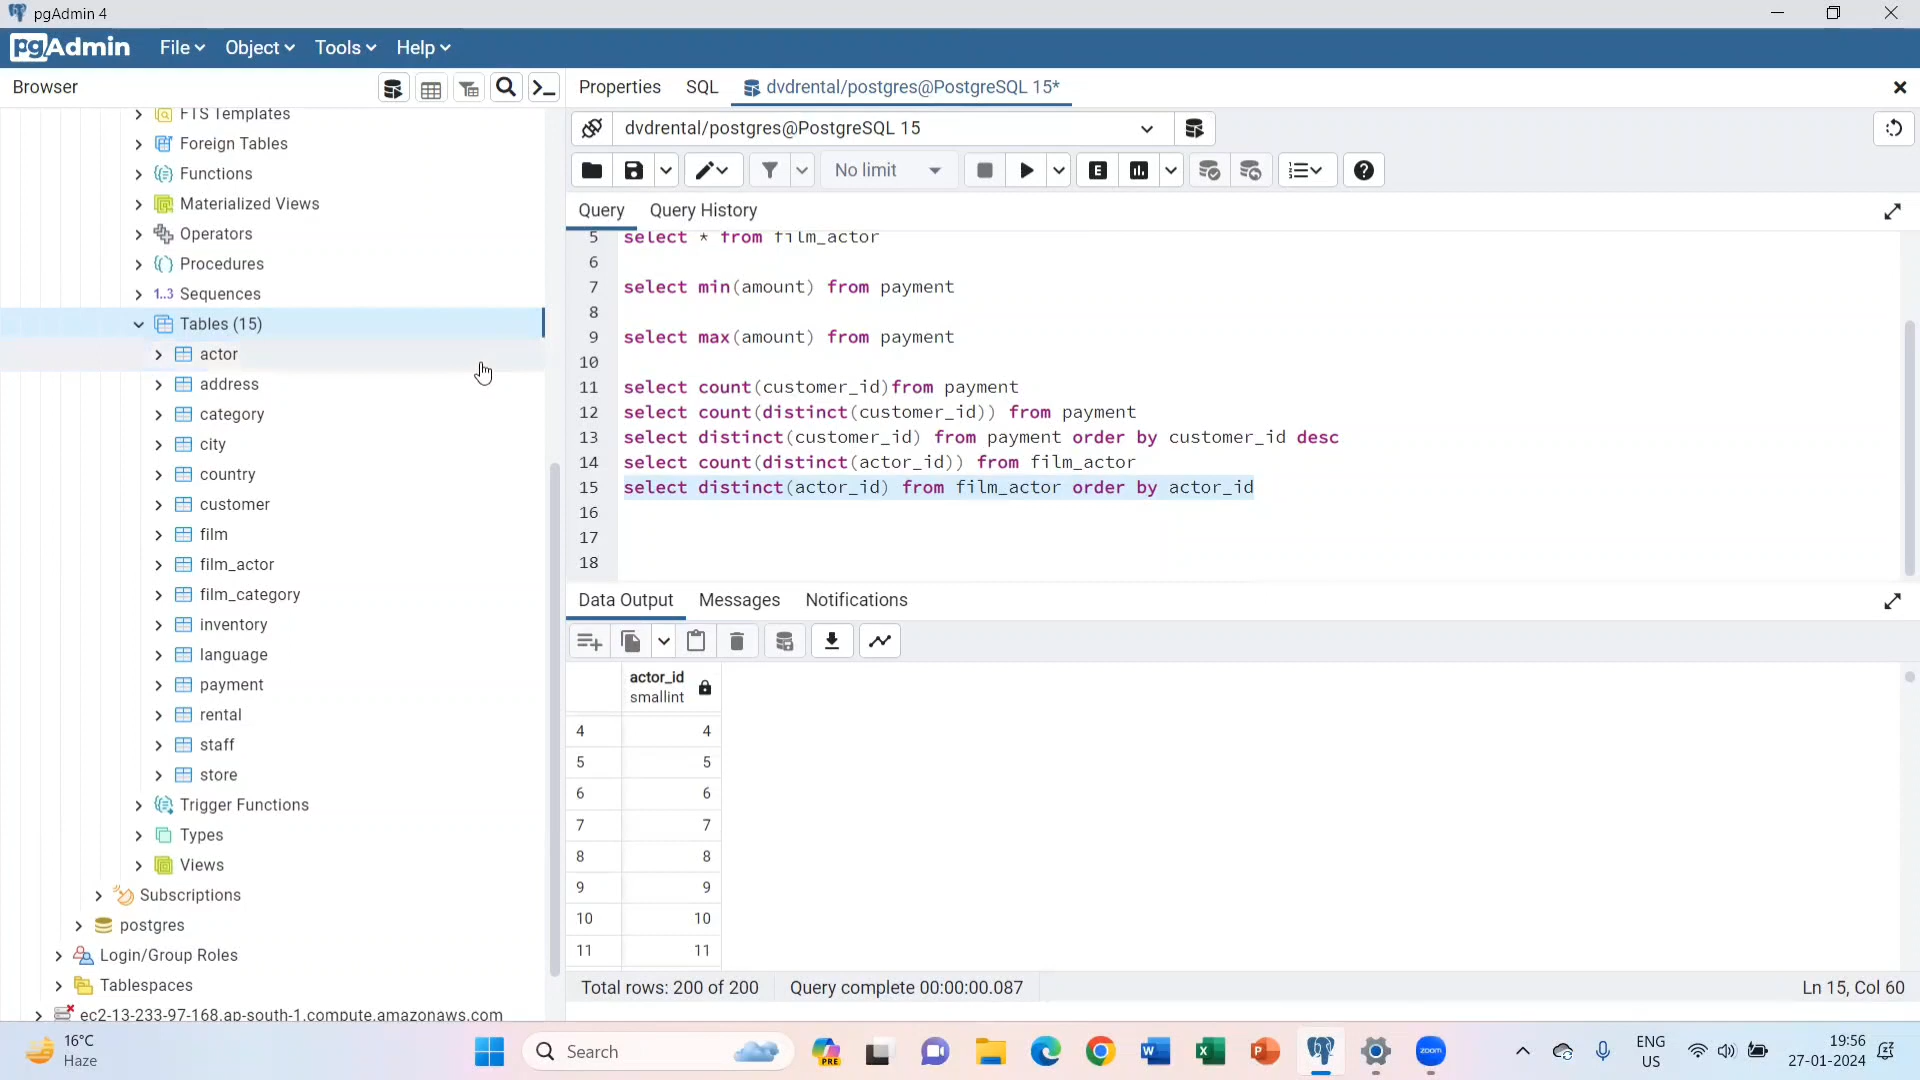 pgAdmin 4
pgAdmin File Object Tools Help
Browser
Properties SQL dvdrental/postgres@PostgreSQL 15*
FTS Templates
Foreign Tables
Functions
Materialized Views
Operators
Procedures
1..3 Sequences
Tables (15)
actor
address
category
city
country
customer
film
film_actor
film_category
inventory
language
payment
rental
staff
store
Trigger Functions
Types
Views
Subscriptions
postgres
Login/Group Roles
Tablespaces
ec2-13-233-97-168.ap-south-1.compute.amazonaws.com
dvdrental/postgres@PostgreSQL 15
No limit E
Query Query History
5 select * from film_actor
6
7 select min(amount) from payment
8
9 select max(amount) from payment
10
11 select count(customer_id)from payment
12 select count(distinct(customer_id)) from payment
13 select distinct(customer_id) from payment order by customer_id desc
14 select count(distinct(actor_id)) from film_actor
15 select distinct(actor_id) from film_actor order by actor_id
16
17
18
Data Output Messages Notifications
actor_id
smallint
4 4
5 5
6 6
7 7
8 8
9 9
10 10
11 11
Total rows: 200 of 200 Query complete 00:00:00.087 Ln 15, Col 60
16°C
Haze
Search
PRE
zoom
ENG
US
19:56
27-01-2024